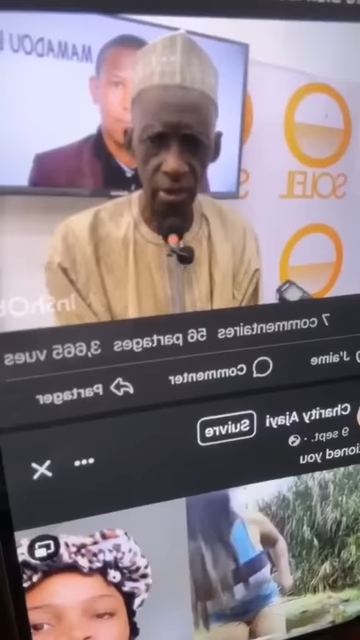 MAMADOU
SOLEIL
InShO
7 commentaires 56 partages 3,665 vues
J'aime
Commenter
Partager
Charity Ajayi
Suivre
9 sept.
ioned you